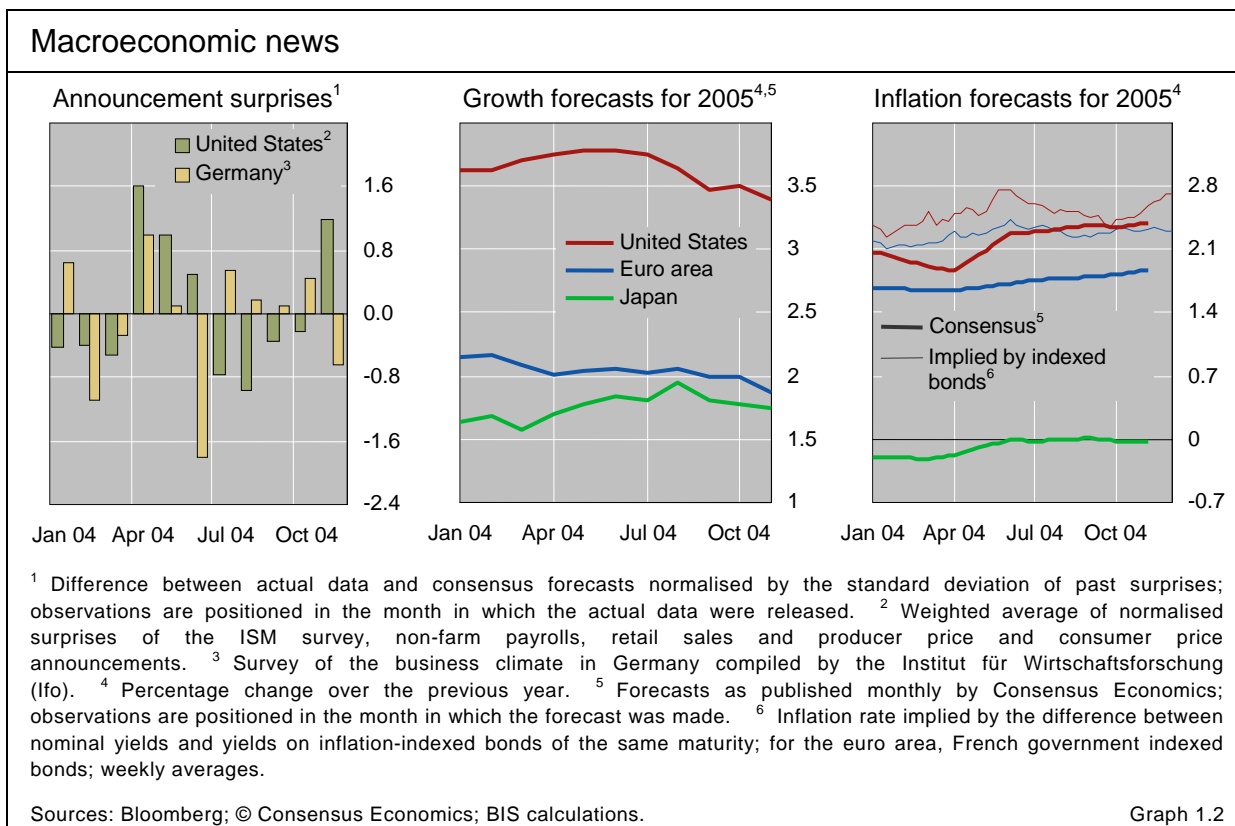 Macroeconomic news
Announcement surprises1
United States2
Germany3
1.6
0.8
0.0
-0.8
-1.6
-2.4
Jan 04 Apr 04 Jul 04 Oct 04
Growth forecasts for 20054,5
United States
Euro area
Japan
3.5
3
2.5
2
1.5
1
Jan 04 Apr 04 Jul 04 Oct 04
Inflation forecasts for 20054
Consensus5
Implied by indexed
bonds6
2.8
2.1
1.4
0.7
0
-0.7
Jan 04 Apr 04 Jul 04 Oct 04
1 Difference between actual data and consensus forecasts normalised by the standard deviation of past surprises;
observations are positioned in the month in which the actual data were released. 2 Weighted average of normalised
surprises of the ISM survey, non-farm payrolls, retail sales and producer price and consumer price
announcements. 3 Survey of the business climate in Germany compiled by the Institut für Wirtschaftsforschung
(Ifo). 4 Percentage change over the previous year. 5 Forecasts as published monthly by Consensus Economics;
observations are positioned in the month in which the forecast was made. 6 Inflation rate implied by the difference between
nominal yields and yields on inflation-indexed bonds of the same maturity; for the euro area, French government indexed
bonds; weekly averages.
Sources: Bloomberg; © Consensus Economics; BIS calculations. Graph 1.2